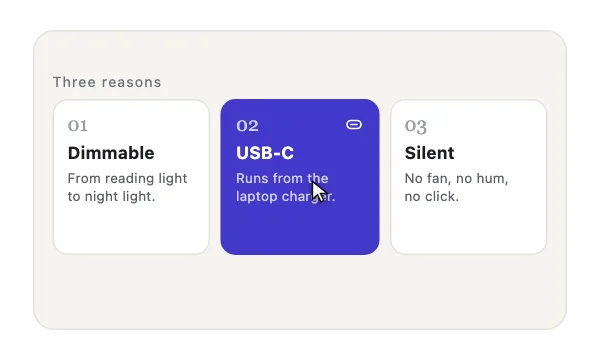 Three reasons
01
Dimmable
From reading light
to night light.
02
USB-C
Runs from the
laptop charger.
03
Silent
No fan, no hum,
no click.